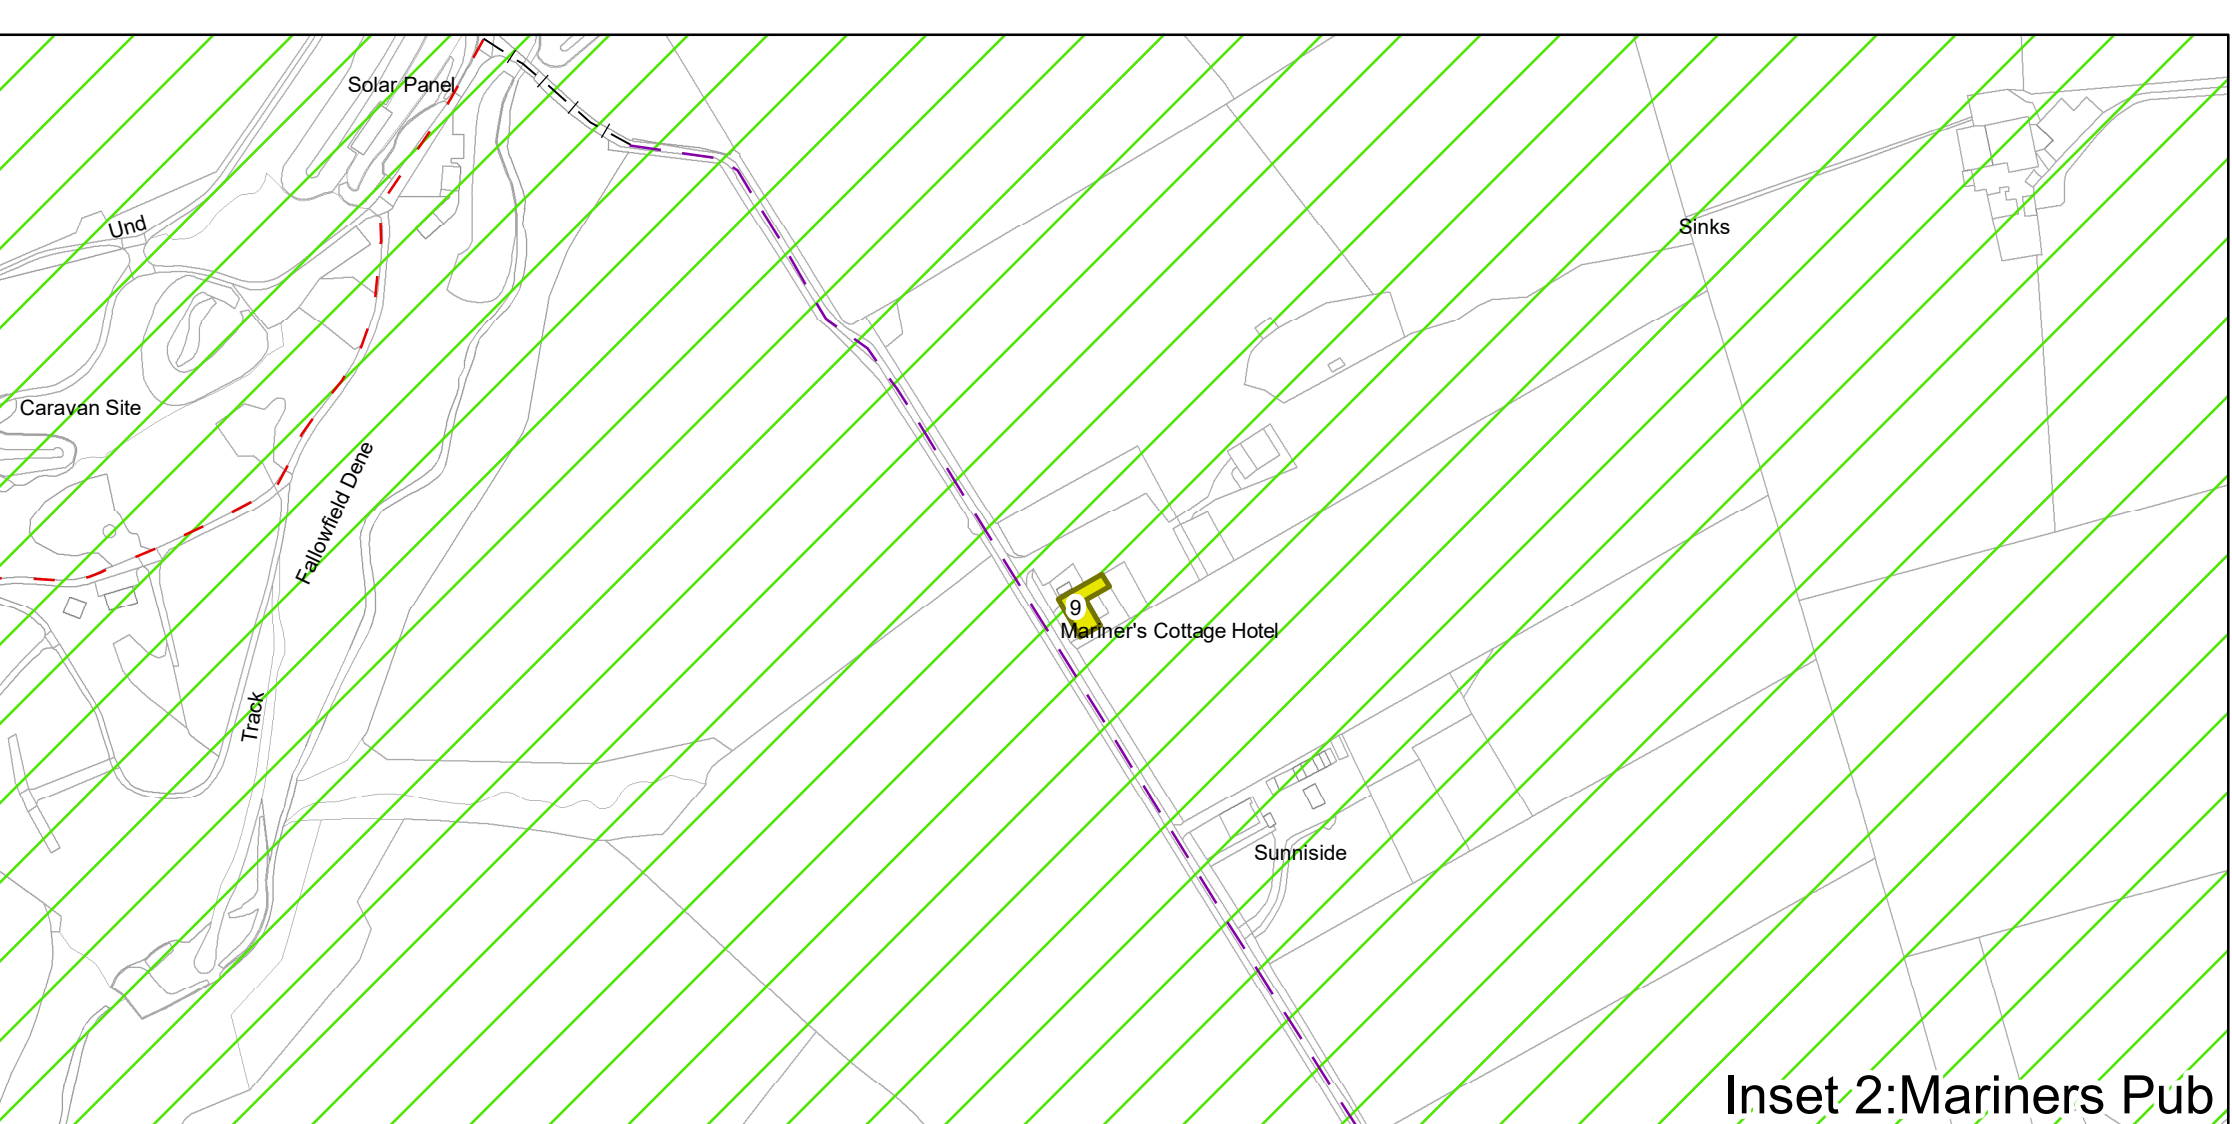 Solar Panel
Und
Sinks
Caravan Site
Fallowfield Dene
9
Mariner's Cottage Hotel
Track
Sunniside
Inset 2:Mariners Pub